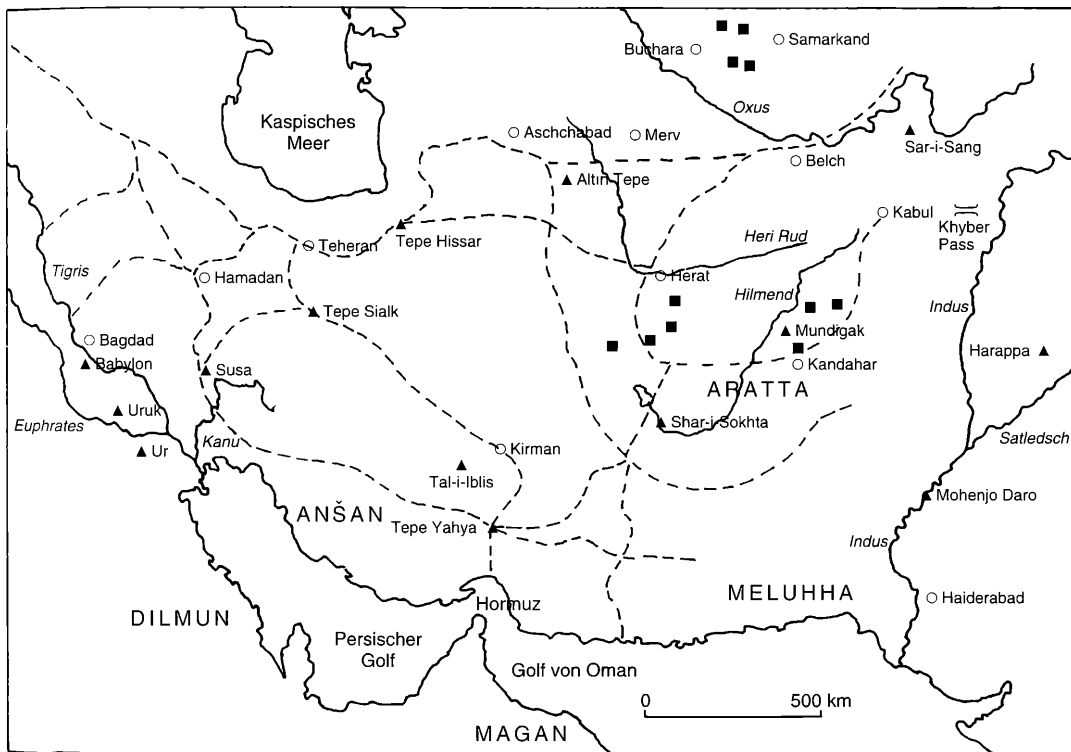 Buchara
Samarkand
Kaspisches
Meer
Oxus
Aschchabad
Merv
Sar-i-Sang
Belch
Altın Tepe
Kabul
Khyber
Pass
Tepe Hissar
Teheran
Heri Rud
Tigris
Hamadan
Herat
Hilmend
Indus
Tepe Sialk
Mundigak
Bagdad
Harappa
Babylon
Susa
Kandahar
ARATTA
Uruk
Euphrates
Shar-i-Sokhta
Satledsch
Ur
Kanu
Kirman
Tal-i-Iblis
Mohenjo Daro
ANŠAN
Tepe Yahya
Indus
MELUHHA
Haiderabad
Hormuz
DILMUN
Persischer
Golf
Golf von Oman
0
500 km
MAGAN